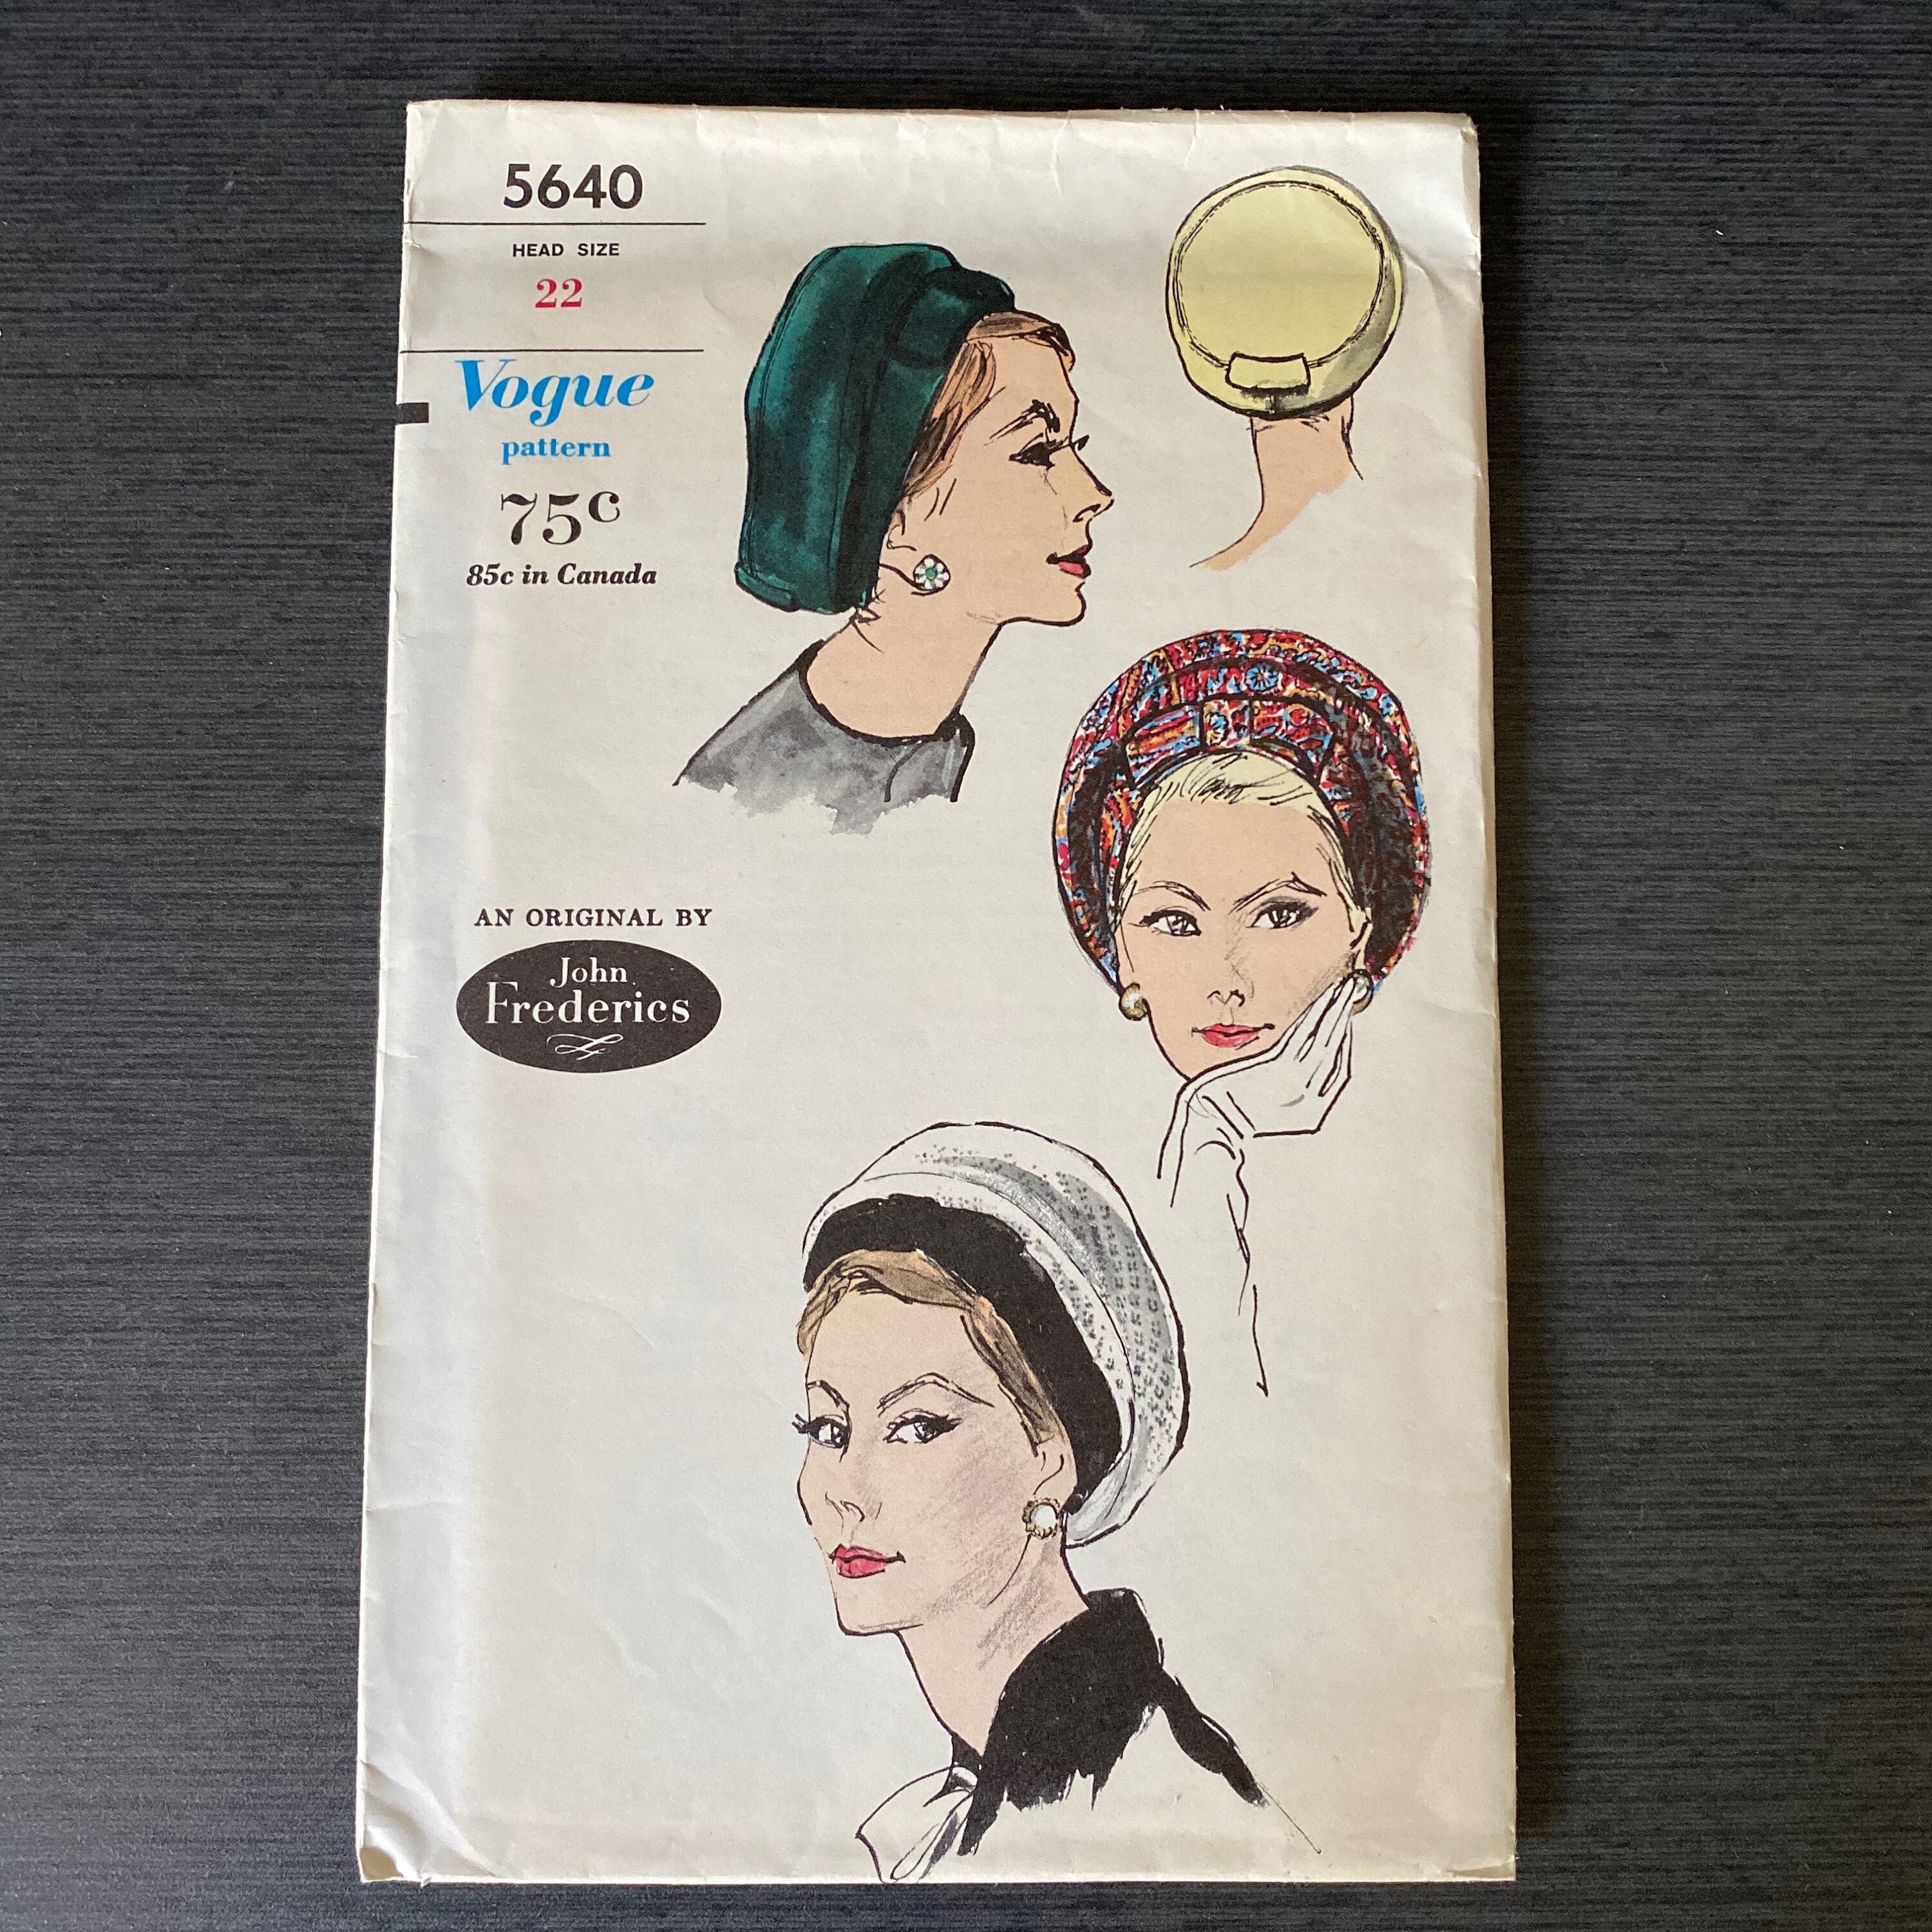 5640
HEAD SIZE
22
Vogue
pattern
75c
85c in Canada
AN ORIGINAL BY
John
Frederics